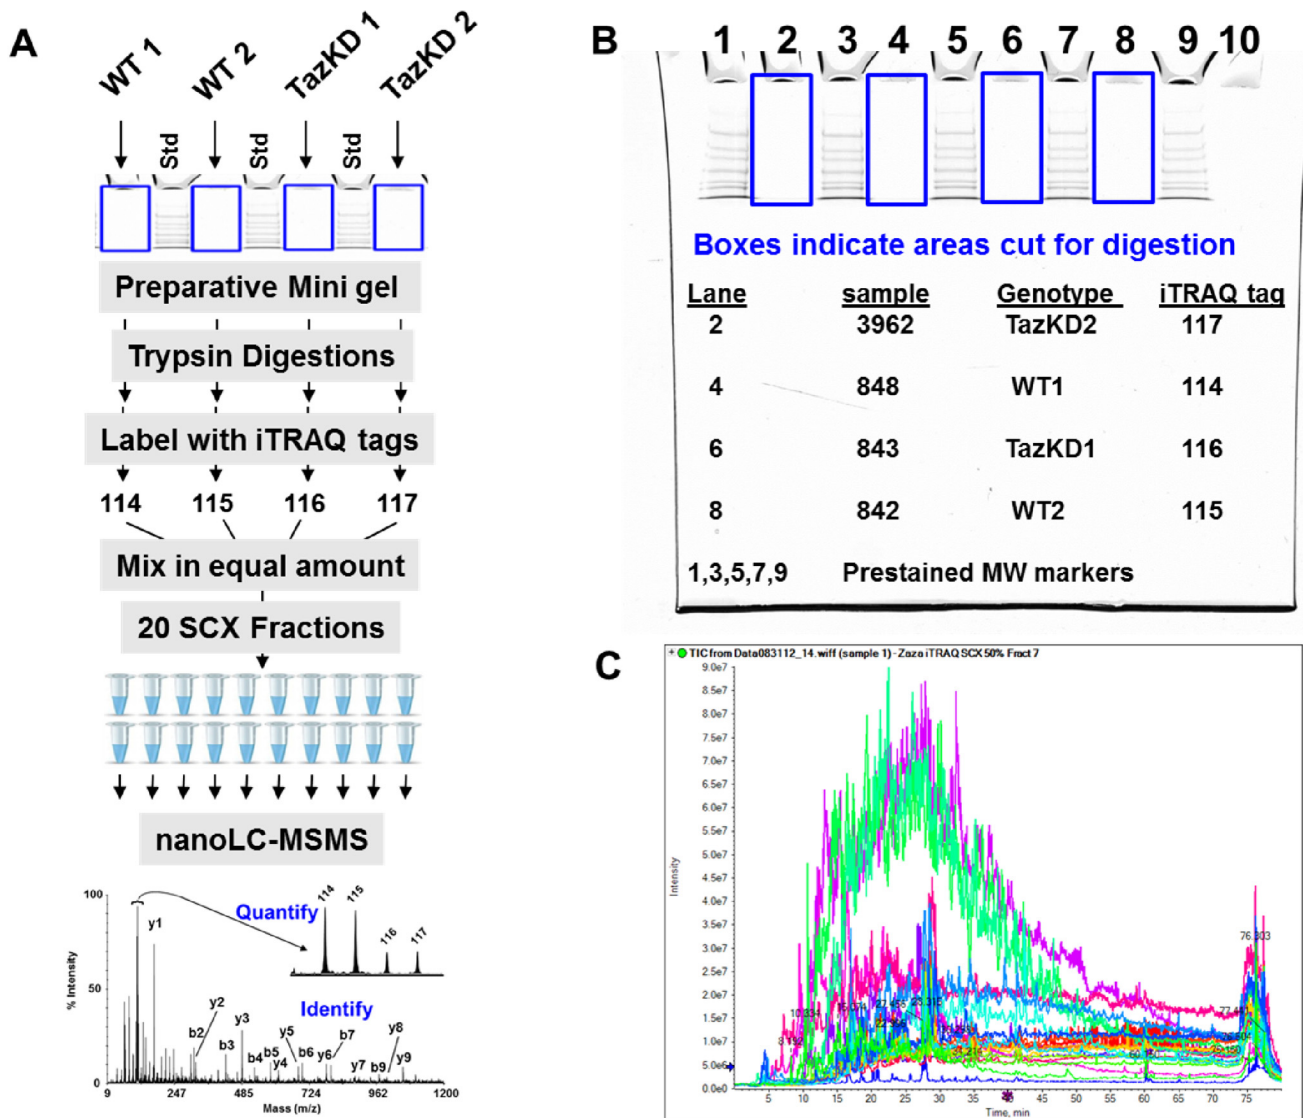 A
WT 1
WT 2
TazKD 1
TazKD 2
Std
Std
Std
Preparative Mini gel
Trypsin Digestions
Label with iTRAQ tags
114 115 116 117
Mix in equal amount
20 SCX Fractions
nanoLC-MSMS
100
50
0
% Intensity
y1
Quantify
114
115
116
117
Identify
b2
y2
b3
y3
b4
b5
y4
y5
b6
y6
b7
y7
b9
y8
y9
9 247 485 724 962 1200
Mass (m/z)
B
1 2 3 4 5 6 7 8 9 10
Boxes indicate areas cut for digestion
Lane sample Genotype iTRAQ tag
2 3962 TazKD2 117
4 848 WT1 114
6 843 TazKD1 116
8 842 WT2 115
1,3,5,7,9 Prestained MW markers
C
TIC from Data083112_14.wiff (sample 1) - Zaza iTRAQ SCX 50% Fract 7
9.0e7
8.5e7
8.0e7
7.5e7
7.0e7
6.5e7
6.0e7
5.5e7
5.0e7
4.5e7
4.0e7
3.5e7
3.0e7
2.5e7
2.0e7
1.5e7
1.0e7
5.0e6
0.0e0
Intensity
10.334
76.303
5 10 15 20 25 30 35 45 50 55 60 65 70 75
Time, min